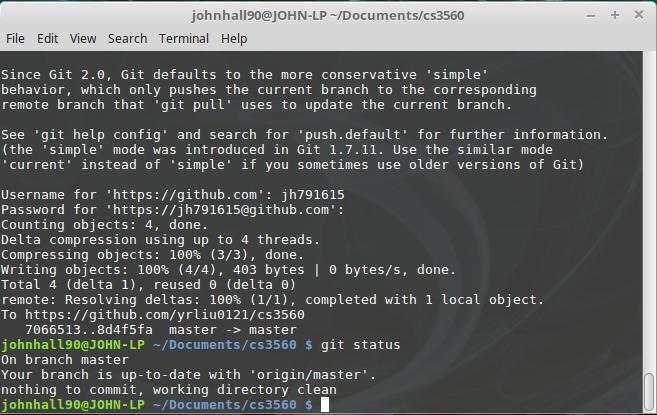 johnhall90@JOHN-LP ~/Documents/cs3560
File Edit View Search Terminal Help
Since Git 2.0, Git defaults to the more conservative 'simple'
behavior, which only pushes the current branch to the corresponding
remote branch that 'git pull' uses to update the current branch.
See 'git help config' and search for 'push.default' for further information.
(the 'simple' mode was introduced in Git 1.7.11. Use the similar mode
'current' instead of 'simple' if you sometimes use older versions of Git)
Username for 'https://github.com': jh791615
Password for 'https://jh791615@github.com':
Counting objects: 4, done.
Delta compression using up to 4 threads.
Compressing objects: 100% (3/3), done.
Writing objects: 100% (4/4), 403 bytes | 0 bytes/s, done.
Total 4 (delta 1), reused 0 (delta 0)
remote: Resolving deltas: 100% (1/1), completed with 1 local object.
To https://github.com/yrliu0121/cs3560
7066513..8d4f5fa master -> master
johnhall90@JOHN-LP ~/Documents/cs3560 $ git status
On branch master
Your branch is up-to-date with 'origin/master'.
nothing to commit, working directory clean
johnhall90@JOHN-LP ~/Documents/cs3560 $